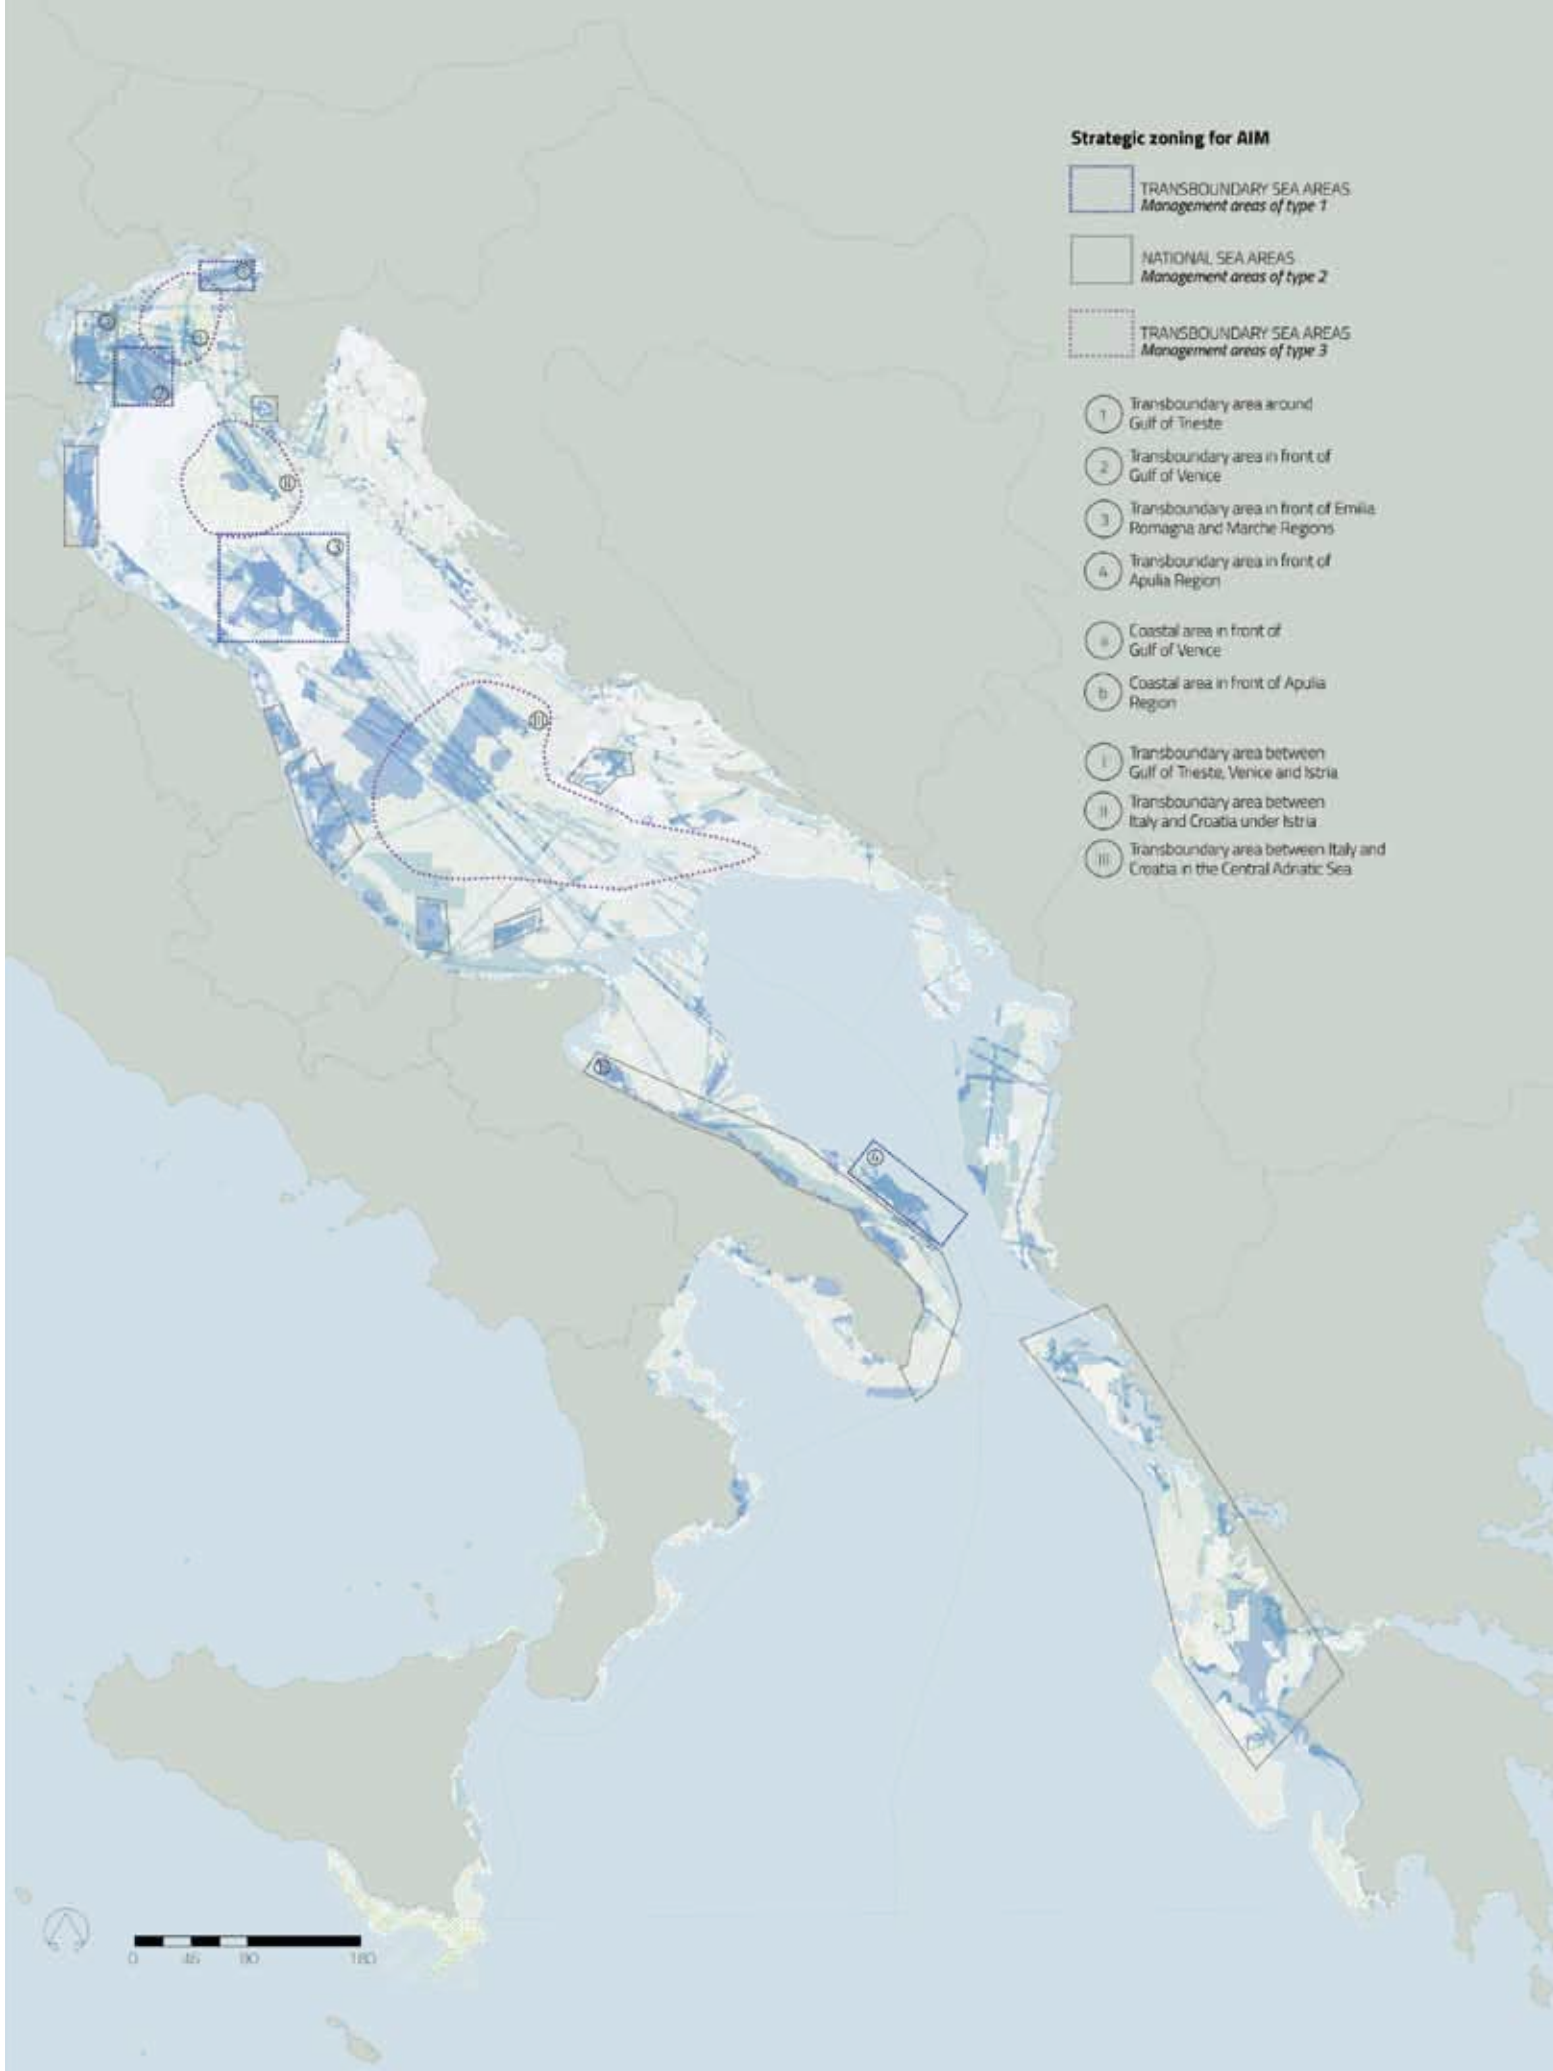 Strategic zoning for AIM
TRANSBOUNDARY SEA AREAS
Management areas of type 1
NATIONAL SEA AREAS
Management areas of type 2
TRANSBOUNDARY SEA AREAS
Management areas of type 3
1
Transboundary area around
Gulf of Trieste
2
Transboundary area in front of
Gulf of Venice
3
Transboundary area in front of Emilia
Romagna and Marche Regions
4
Transboundary area in front of
Apulia Region
a
Coastal area in front of
Gulf of Venice
b
Coastal area in front of Apulia
Region
I
Transboundary area between
Gulf of Trieste, Venice and Istria
II
Transboundary area between
Italy and Croatia under Istria
III
Transboundary area between Italy and
Croatia in the Central Adriatic Sea
2
II
3
III
b
4
0 45 90 180